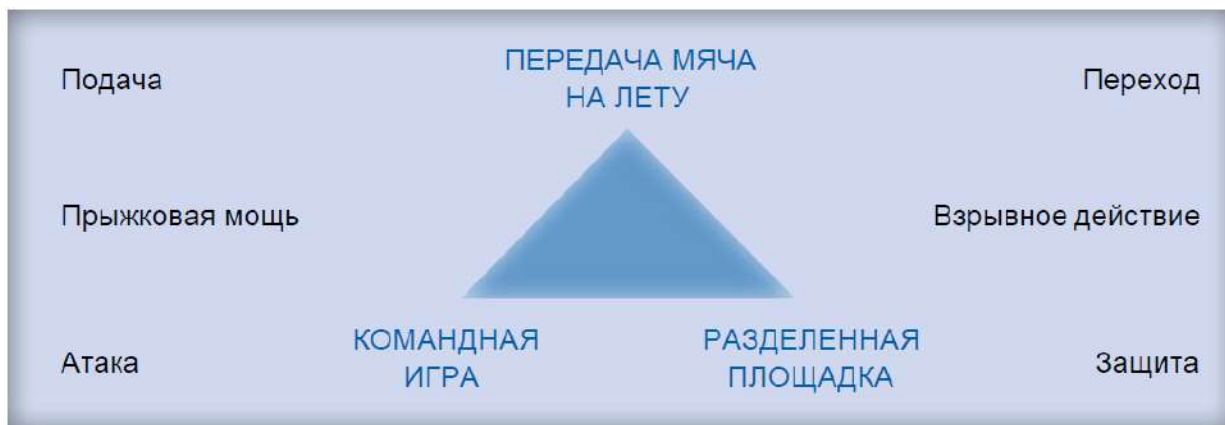 Подача
ПЕРЕДАЧА МЯЧА
НА ЛЕТУ
Переход
Прыжковая мощь
Взрывное действие
Атака
КОМАНДНАЯ
ИГРА
РАЗДЕЛЕННАЯ
ПЛОЩАДКА
Защита